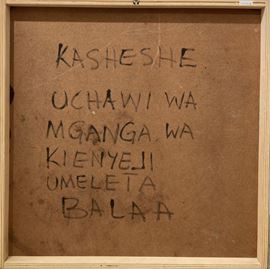 KASHESHE.
UCHAWI WA
MGANGA WA
KIENYEJI
UMELETA
BALAA